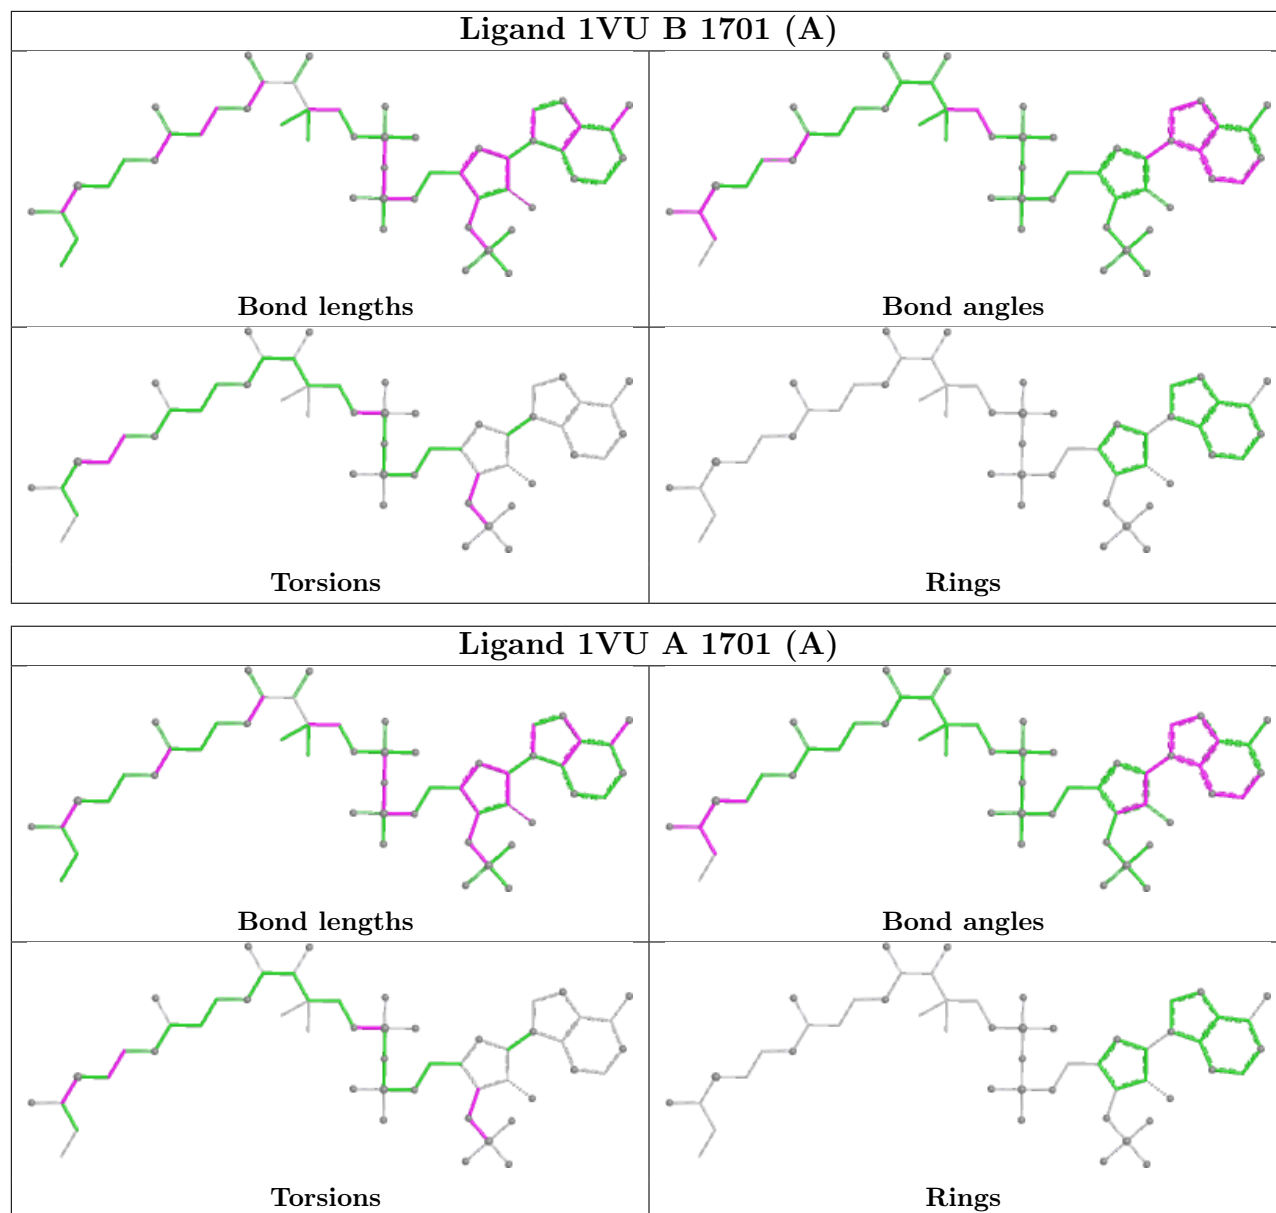 Ligand 1VU B 1701 (A)
Bond lengths
Bond angles
Torsions
Rings
Ligand 1VU A 1701 (A)
Bond lengths
Bond angles
Torsions
Rings